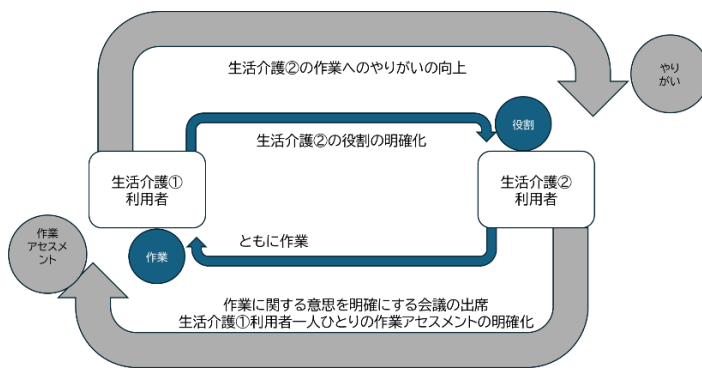 生活介護②の作業へのやりがいの向上
やり
がい
役割
生活介護②の役割の明確化
生活介護①
利用者
生活介護②
利用者
作業
アセスメ
ント
作業
ともに作業
作業に関する意思を明確にする会議の出席
生活介護①利用者一人ひとりの作業アセスメントの明確化